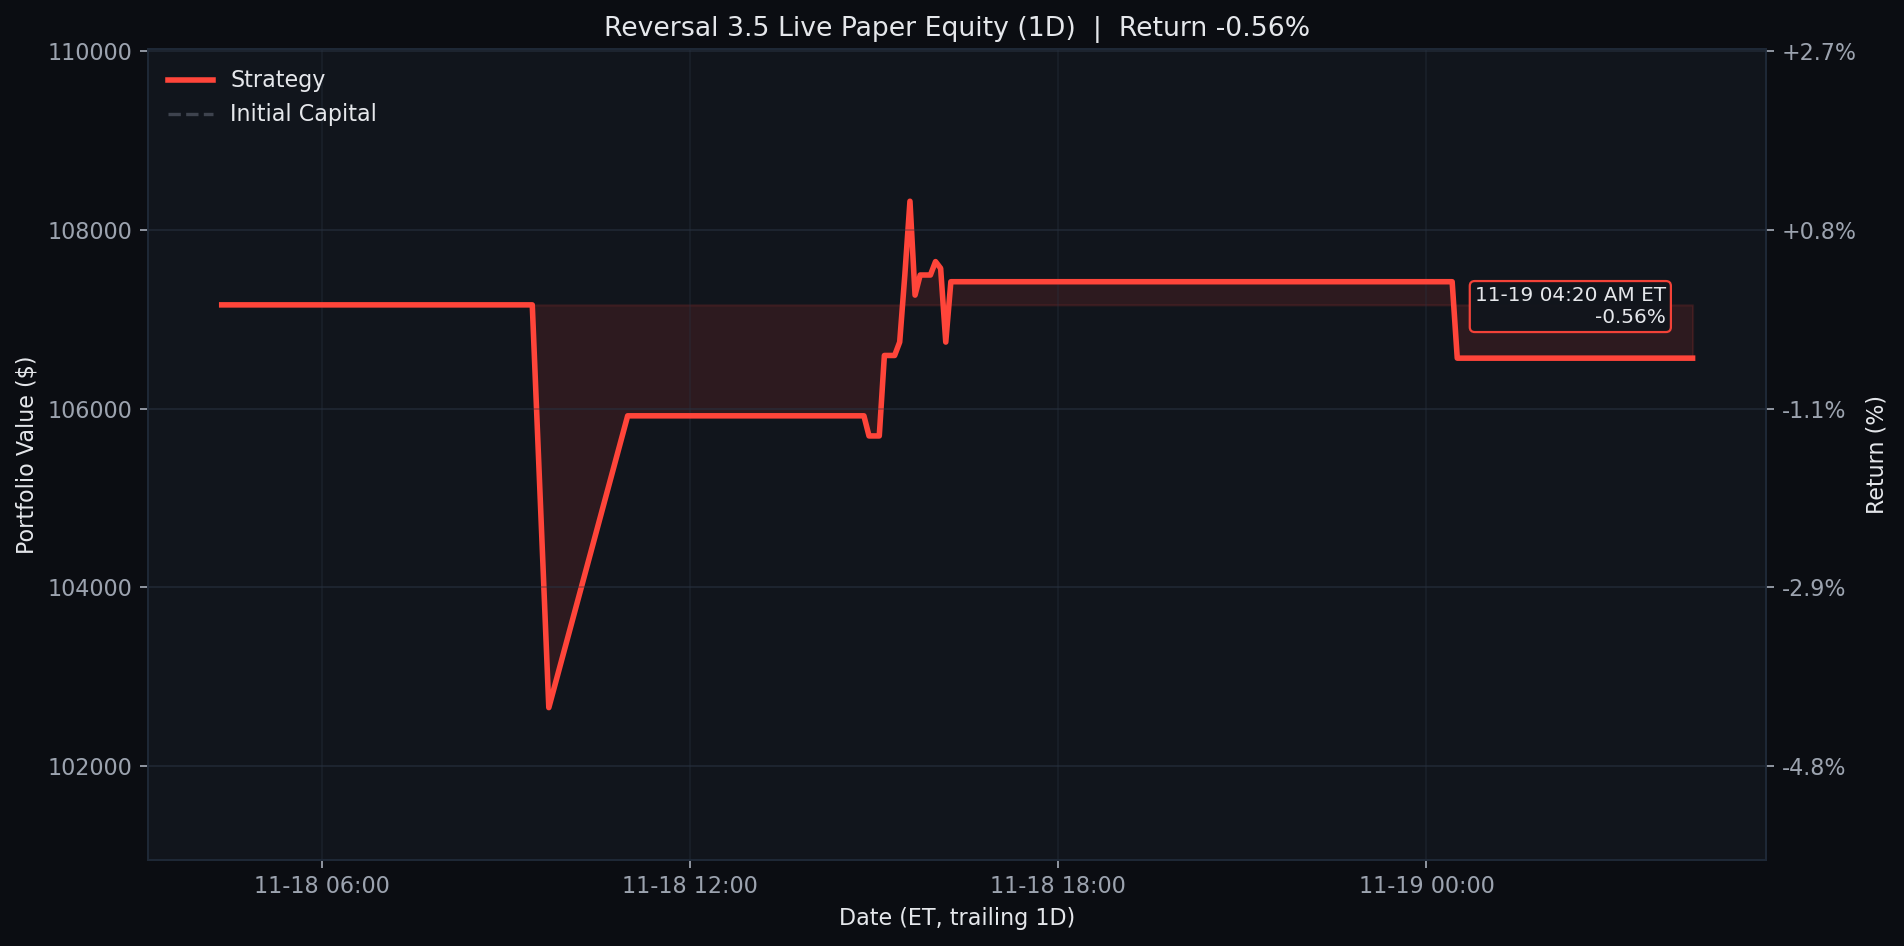 Reversal 3.5 Live Paper Equity (1D) | Return -0.56%
Strategy
Initial Capital
110000
108000
106000
104000
102000
Portfolio Value ($)
+2.7%
+0.8%
-1.1%
-2.9%
-4.8%
Return (%)
11-19 04:20 AM ET
-0.56%
11-18 06:00
11-18 12:00
11-18 18:00
11-19 00:00
Date (ET, trailing 1D)